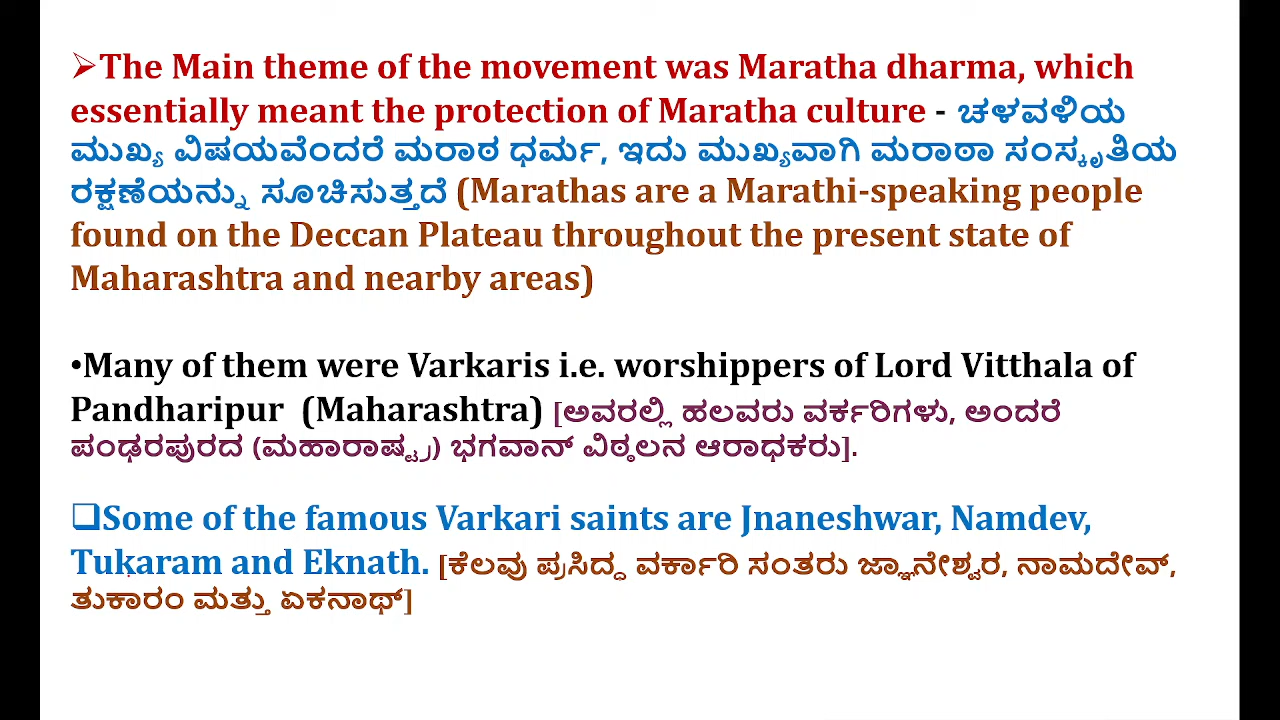 ➢The Main theme of the movement was Maratha dharma, which
essentially meant the protection of Maratha culture - ಚಳವಳಿಯ
ಮುಖ್ಯ ವಿಷಯವೆಂದರೆ ಮರಾಠ ಧರ್ಮ, ಇದು ಮುಖ್ಯವಾಗಿ ಮರಾಠಾ ಸಂಸ್ಕೃತಿಯ
ರಕ್ಷಣೆಯನ್ನು ಸೂಚಿಸುತ್ತದೆ (Marathas are a Marathi-speaking people
found on the Deccan Plateau throughout the present state of
Maharashtra and nearby areas)
•Many of them were Varkaris i.e. worshippers of Lord Vitthala of
Pandharipur (Maharashtra) [ಅವರಲ್ಲಿ ಹಲವರು ವರ್ಕರಿಗಳು, ಅಂದರೆ
ಪಂಢರಪುರದ (ಮಹಾರಾಷ್ಟ್ರ) ಭಗವಾನ್ ವಿಠ್ಠಲನ ಆರಾಧಕರು].
❑Some of the famous Varkari saints are Jnaneshwar, Namdev,
Tukaram and Eknath. [ಕೆಲವು ಪ್ರಸಿದ್ಧ ವರ್ಕಾರಿ ಸಂತರು ಜ್ಞಾನೇಶ್ವರ, ನಾಮದೇವ್,
ತುಕಾರಂ ಮತ್ತು ಏಕನಾಥ್]